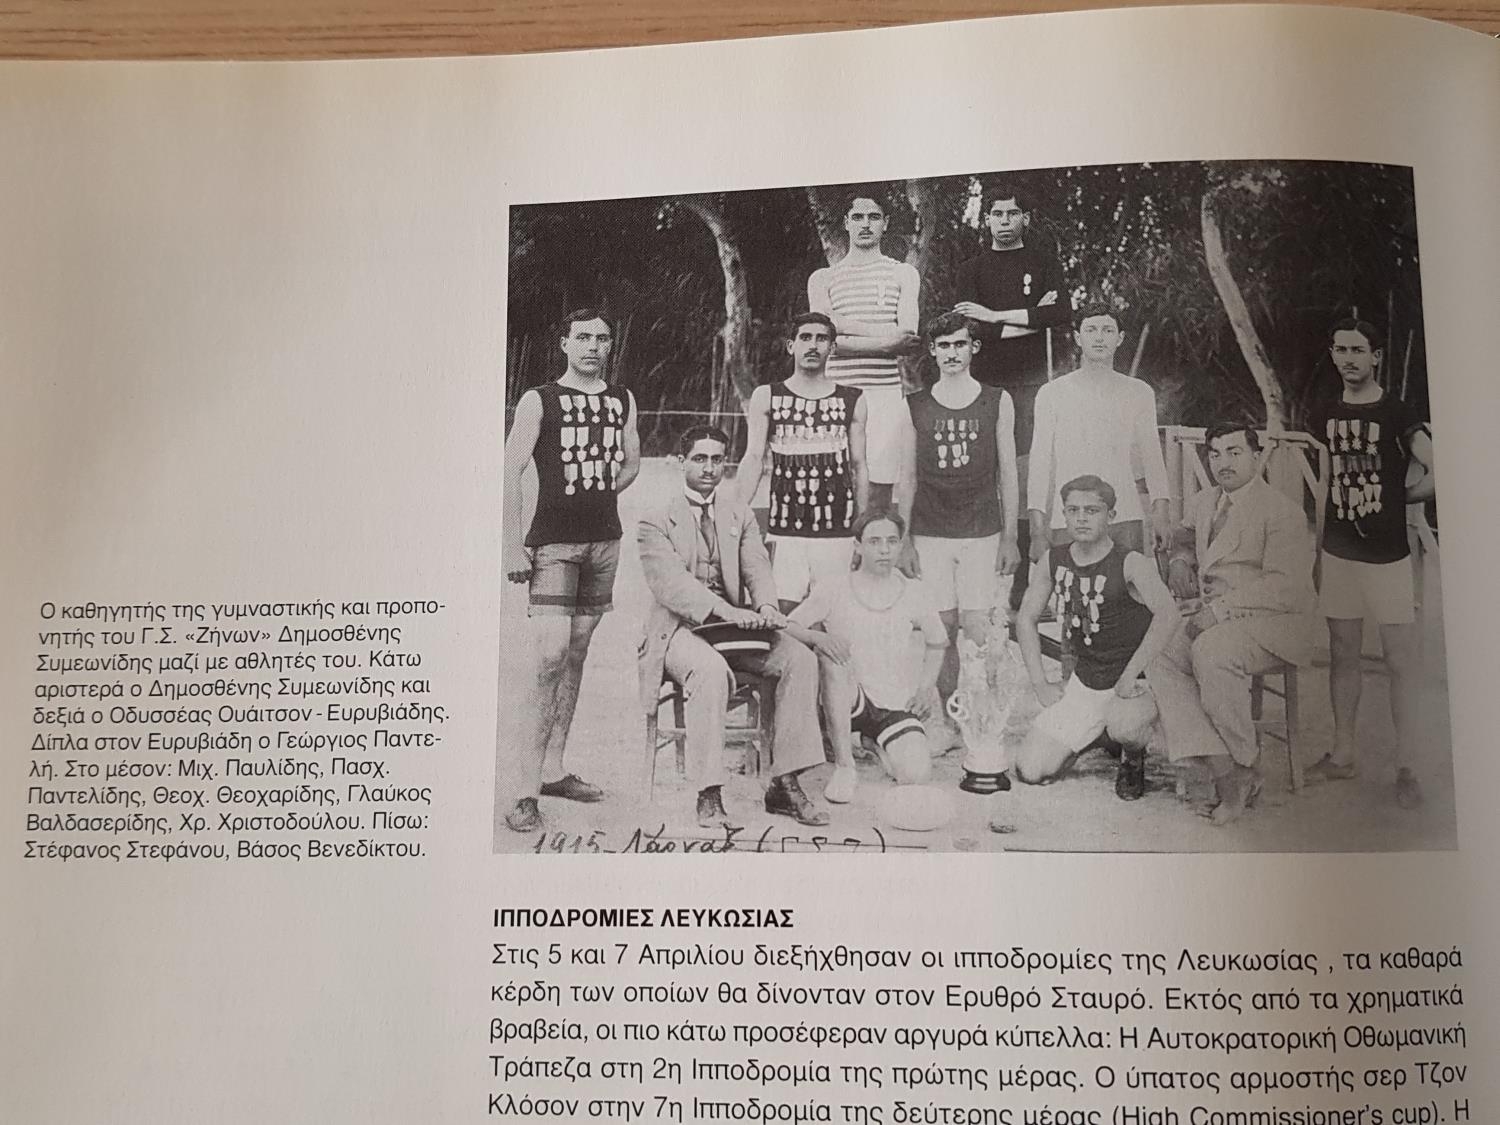 Ο καθηγητής της γυμναστικής και προπο-
νητής του Γ.Σ. «Ζήνων» Δημοσθένης
Συμεωνίδης μαζί με αθλητές του. Κάτω
αριστερά ο Δημοσθένης Συμεωνίδης και
δεξιά ο Οδυσσέας Ουάιτσον - Ευρυβιάδης.
Δίπλα στον Ευρυβιάδη ο Γεώργιος Παντε-
λή. Στο μέσον: Μιχ. Παυλίδης, Πασχ.
Παντελίδης, Θεοχ. Θεοχαρίδης, Γλαύκος
Βαλδασερίδης, Χρ. Χριστοδούλου. Πίσω:
Στέφανος Στεφάνου, Βάσος Βενεδίκτου.
1915
ΙΠΠΟΔΡΟΜΙΕΣ ΛΕΥΚΩΣΙΑΣ
Στις 5 και 7 Απριλίου διεξήχθησαν οι ιπποδρομίες της Λευκωσίας , τα καθαρά
κέρδη των οποίων θα δίνονταν στον Ερυθρό Σταυρό. Εκτός από τα χρηματικά
βραβεία, οι πιο κάτω προσέφεραν αργυρά κύπελλα: Η Αυτοκρατορική Οθωμανική
Τράπεζα στη 2η Ιπποδρομία της πρώτης μέρας. Ο ύπατος αρμοστής σερ Τζον
Κλόσον στην 7η Ιπποδρομία της δεύτερης μέρας (High Commissioner's cup). Η